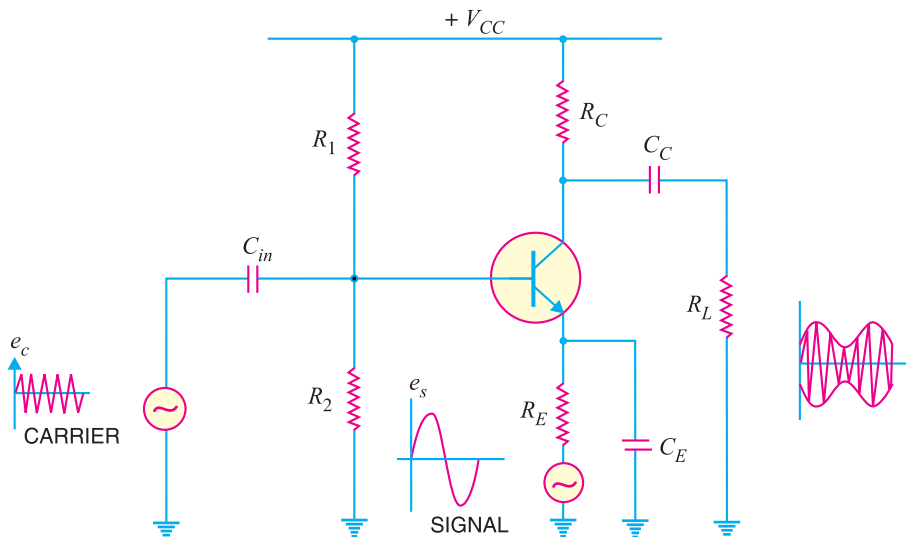 + V_CC
R_1
R_C
C_C
C_in
R_L
e_c
CARRIER
R_2
e_s
R_E
C_E
SIGNAL